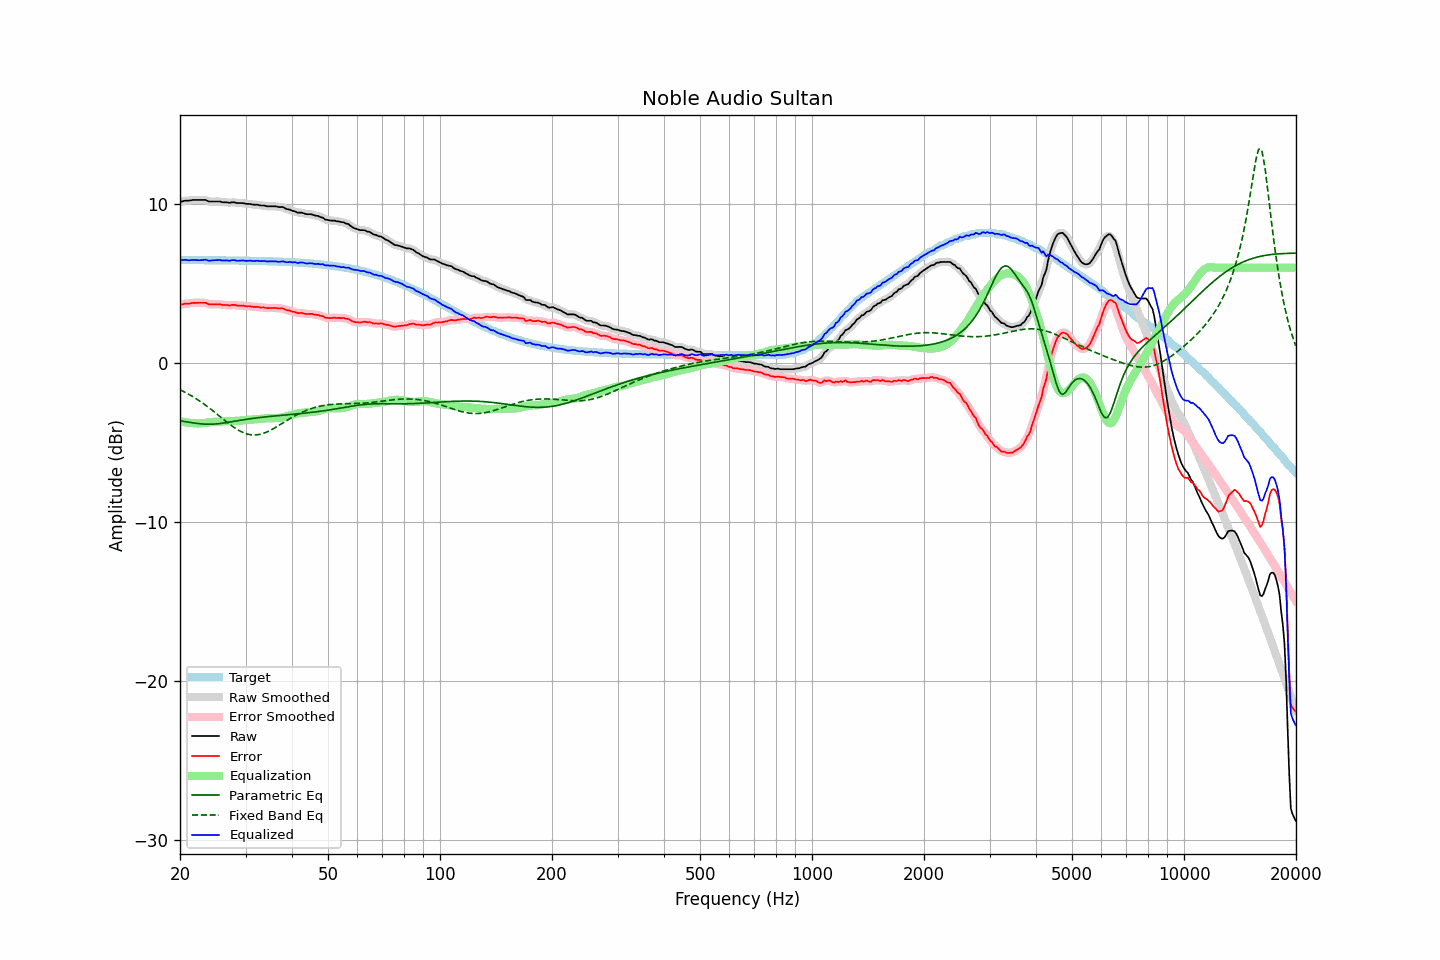 Noble Audio Sultan
Amplitude (dBr)
10
0
−10
−20
−30
Target
Raw Smoothed
Error Smoothed
Raw
Error
Equalization
Parametric Eq
Fixed Band Eq
Equalized
20 50 100 200 500 1000 2000 5000 10000 20000
Frequency (Hz)